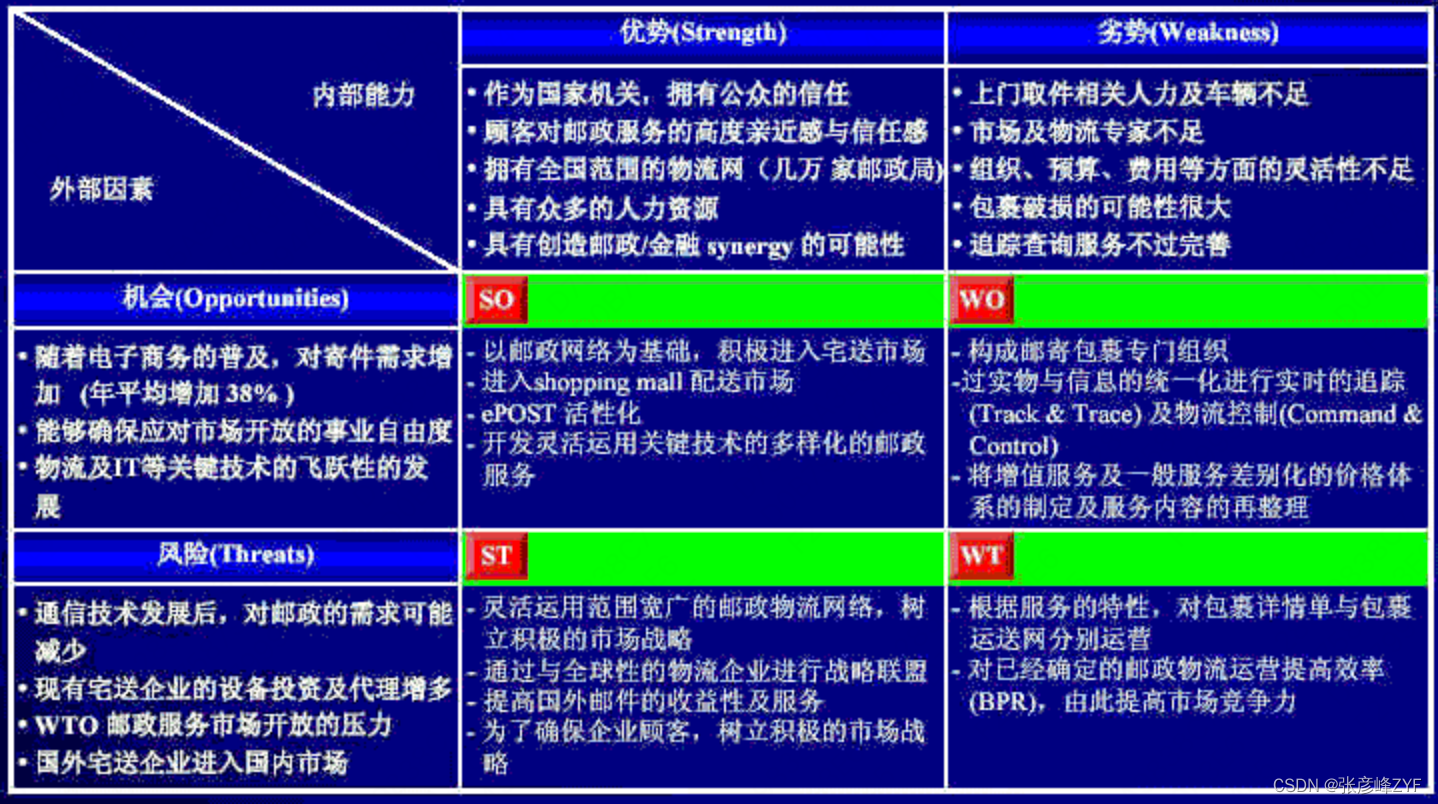 内部能力
外部因素
优势(Strength)
• 作为国家机关，拥有公众的信任
• 顾客对邮政服务的高度亲近感与信任感
• 拥有全国范围的物流网（几万 家邮政局)
• 具有众多的人力资源
• 具有创造邮政/金融 synergy 的可能性
劣势(Weakness)
• 上门取件相关人力及车辆不足
• 市场及物流专家不足
• 组织、预算、费用等方面的灵活性不足
• 包裹破损的可能性很大
• 追踪查询服务不过完善
机会(Opportunities)
• 随着电子商务的普及，对寄件需求增
加 (年平均增加 38% )
• 能够确保应对市场开放的事业自由度
• 物流及IT等关键技术的飞跃性的发
展
SO
- 以邮政网络为基础，积极进入宅送市场
- 进入shopping mall 配送市场
- ePOST 活性化
- 开发灵活运用关键技术的多样化的邮政
服务
WO
- 构成邮寄包裹专门组织
-过实物与信息的统一化进行实时的追踪
(Track & Trace) 及物流控制(Command &
Control)
- 将增值服务及一般服务差别化的价格体
系的制定及服务内容的再整理
风险(Threats)
• 通信技术发展后，对邮政的需求可能
减少
• 现有宅送企业的设备投资及代理增多
• WTO 邮政服务市场开放的压力
• 国外宅送企业进入国内市场
ST
- 灵活运用范围宽广的邮政物流网络，树
立积极的市场战略
- 通过与全球性的物流企业进行战略联盟
- 提高国外邮件的收益性及服务
- 为了确保企业顾客，树立积极的市场战
略
WT
- 根据服务的特性，对包裹详情单与包裹
运送网分别运营
- 对已经确定的邮政物流运营提高效率
(BPR)，由此提高市场竞争力
CSDN @张彦峰ZYF